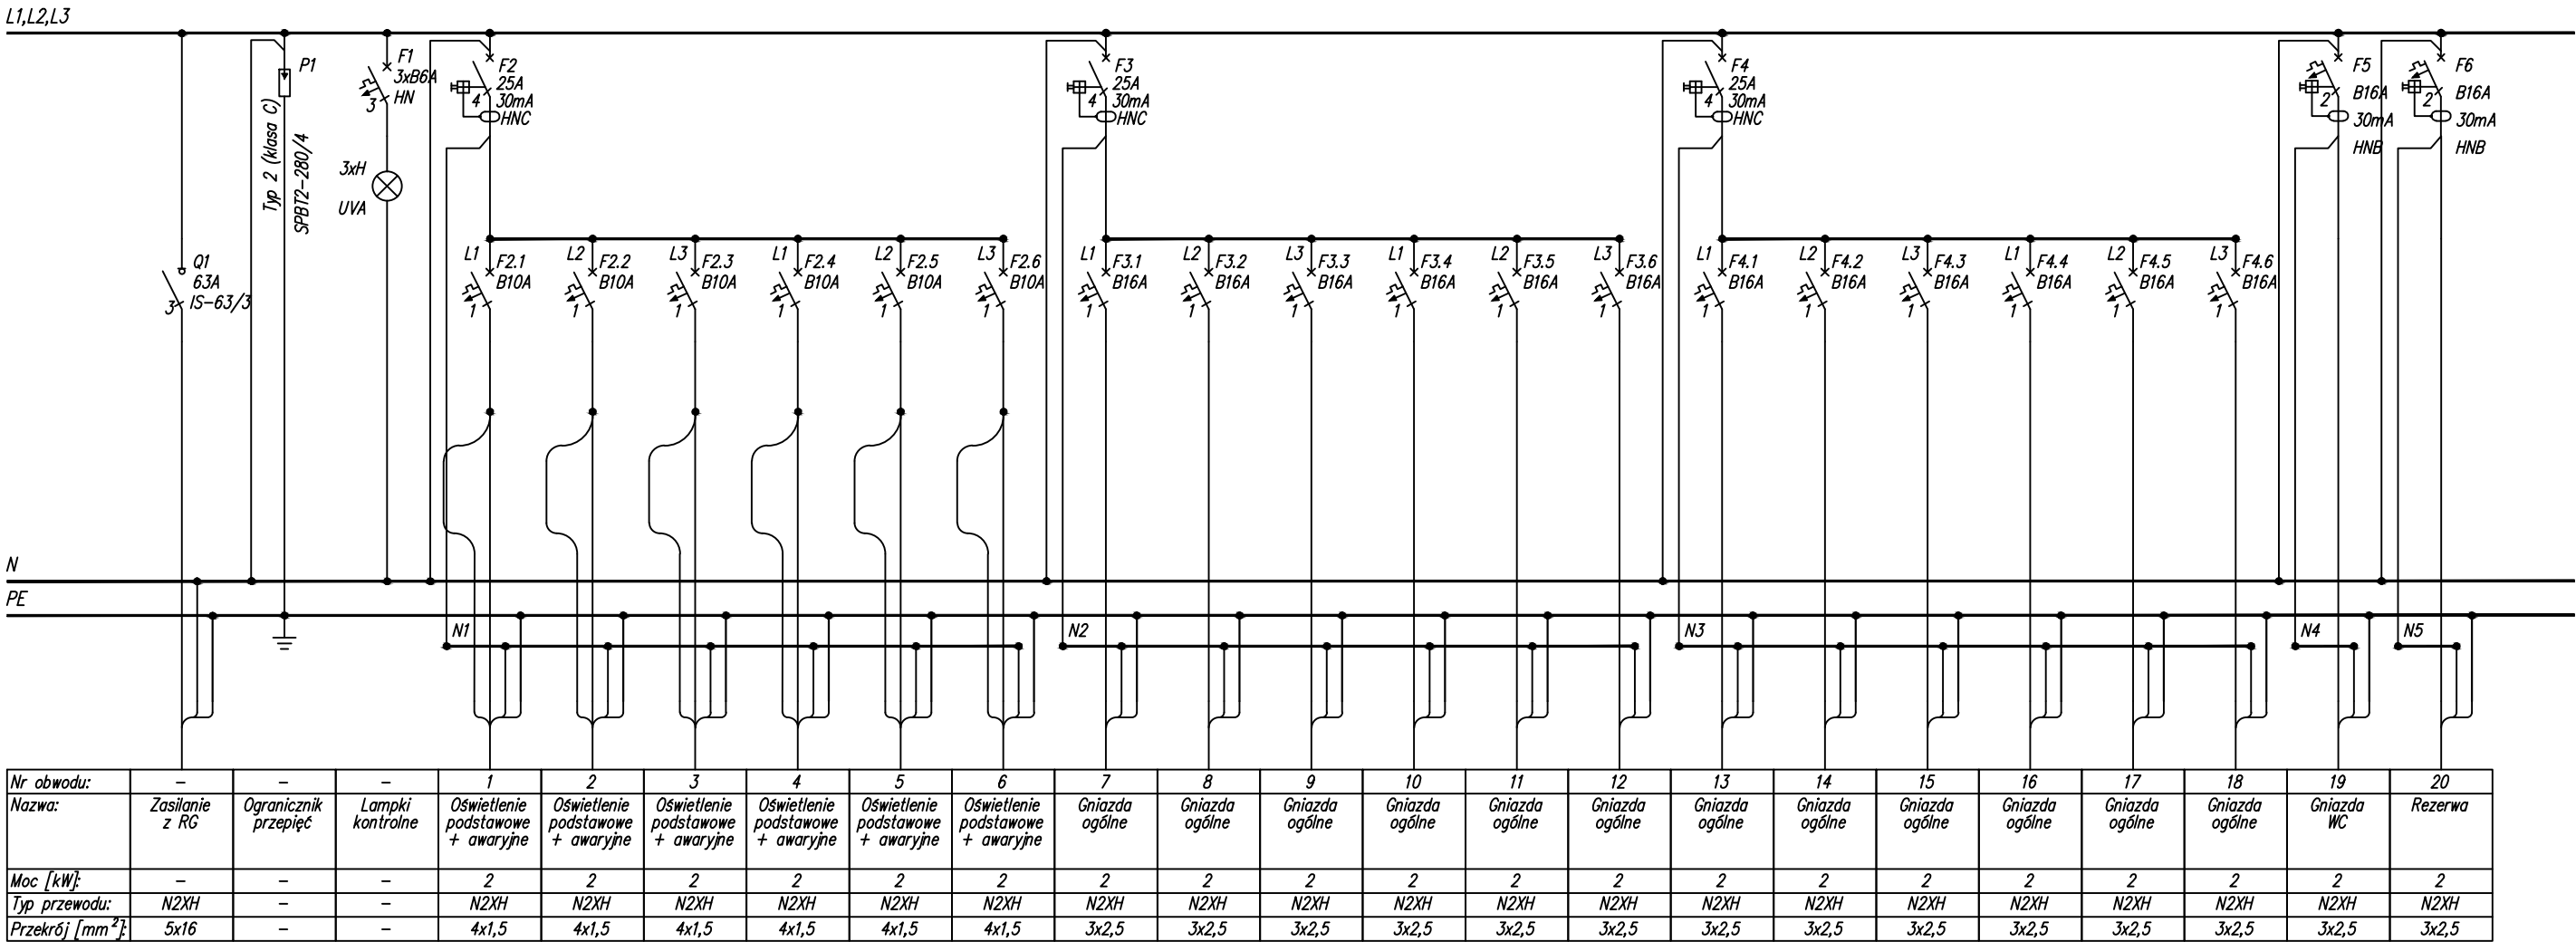 L1,L2,L3
P1
Typ 2 (klasa C)
SPBT2-280/4
F1
3xB6A
HN
3
3xH
UVA
F2
25A
30mA
HNC
4
F3
25A
30mA
HNC
4
F4
25A
30mA
HNC
4
F5
B16A
2
30mA
HNB
F6
B16A
2
30mA
HNB
Q1
63A
IS-63/3
3
L1 F2.1
B10A
1
L2 F2.2
B10A
1
L3 F2.3
B10A
1
L1 F2.4
B10A
1
L2 F2.5
B10A
1
L3 F2.6
B10A
1
L1 F3.1
B16A
1
L2 F3.2
B16A
1
L3 F3.3
B16A
1
L1 F3.4
B16A
1
L2 F3.5
B16A
1
L3 F3.6
B16A
1
L1 F4.1
B16A
1
L2 F4.2
B16A
1
L3 F4.3
B16A
1
L1 F4.4
B16A
1
L2 F4.5
B16A
1
L3 F4.6
B16A
1
N
PE
N1 N2 N3 N4 N5
Nr obwodu: - - - 1 2 3 4 5 6 7 8 9 10 11 12 13 14 15 16 17 18 19 20
Nazwa: Zasilanie Ogranicznik Lampki Oświetlenie Oświetlenie Oświetlenie Oświetlenie Oświetlenie Oświetlenie Gniazda Gniazda Gniazda Gniazda Gniazda Gniazda Gniazda Gniazda Gniazda Gniazda Gniazda Gniazda Gniazda Rezerwa
z RG przepięć kontrolne podstawowe podstawowe podstawowe podstawowe podstawowe podstawowe ogólne ogólne ogólne ogólne ogólne ogólne ogólne ogólne ogólne ogólne ogólne ogólne WC
+ awaryjne + awaryjne + awaryjne + awaryjne + awaryjne + awaryjne
Moc [kW]: - - - 2 2 2 2 2 2 2 2 2 2 2 2 2 2 2 2 2 2 2 2
Typ przewodu: N2XH - - N2XH N2XH N2XH N2XH N2XH N2XH N2XH N2XH N2XH N2XH N2XH N2XH N2XH N2XH N2XH N2XH N2XH N2XH N2XH N2XH
Przekrój [mm²]: 5x16 - - 4x1,5 4x1,5 4x1,5 4x1,5 4x1,5 4x1,5 3x2,5 3x2,5 3x2,5 3x2,5 3x2,5 3x2,5 3x2,5 3x2,5 3x2,5 3x2,5 3x2,5 3x2,5 3x2,5 3x2,5